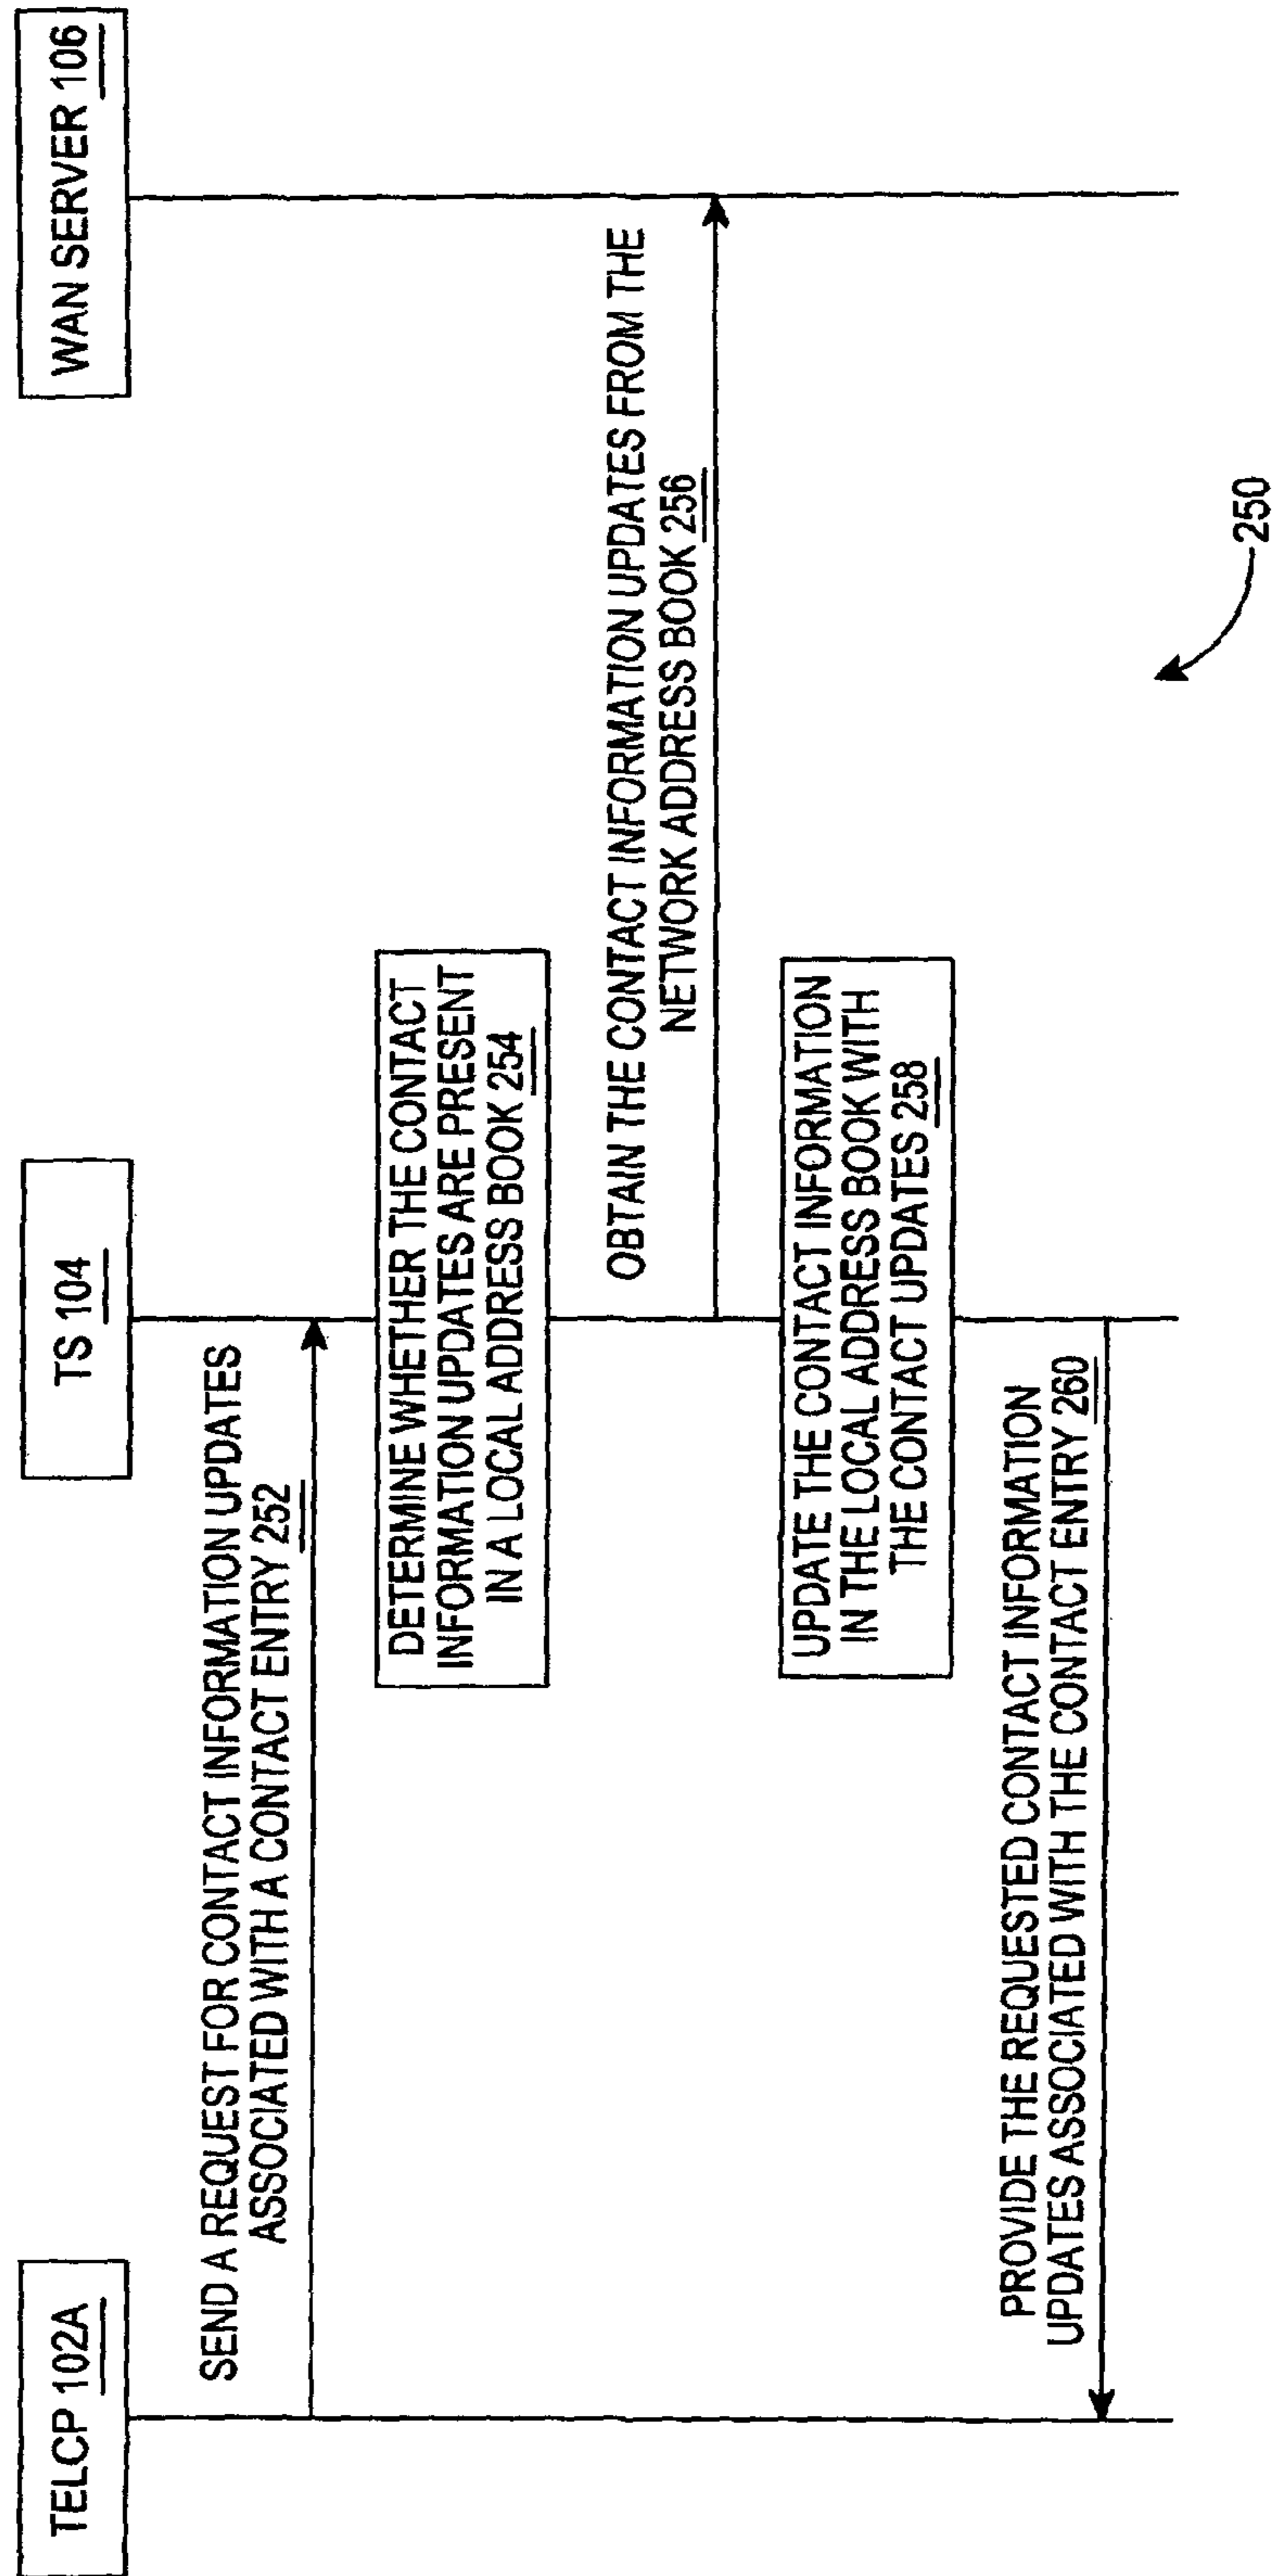 TELCP 102A
TS 104
WAN SERVER 106
SEND A REQUEST FOR CONTACT INFORMATION UPDATES
ASSOCIATED WITH A CONTACT ENTRY 252
DETERMINE WHETHER THE CONTACT
INFORMATION UPDATES ARE PRESENT
IN A LOCAL ADDRESS BOOK 254
OBTAIN THE CONTACT INFORMATION UPDATES FROM THE
NETWORK ADDRESS BOOK 256
UPDATE THE CONTACT INFORMATION
IN THE LOCAL ADDRESS BOOK WITH
THE CONTACT UPDATES 258
PROVIDE THE REQUESTED CONTACT INFORMATION
UPDATES ASSOCIATED WITH THE CONTACT ENTRY 260
250